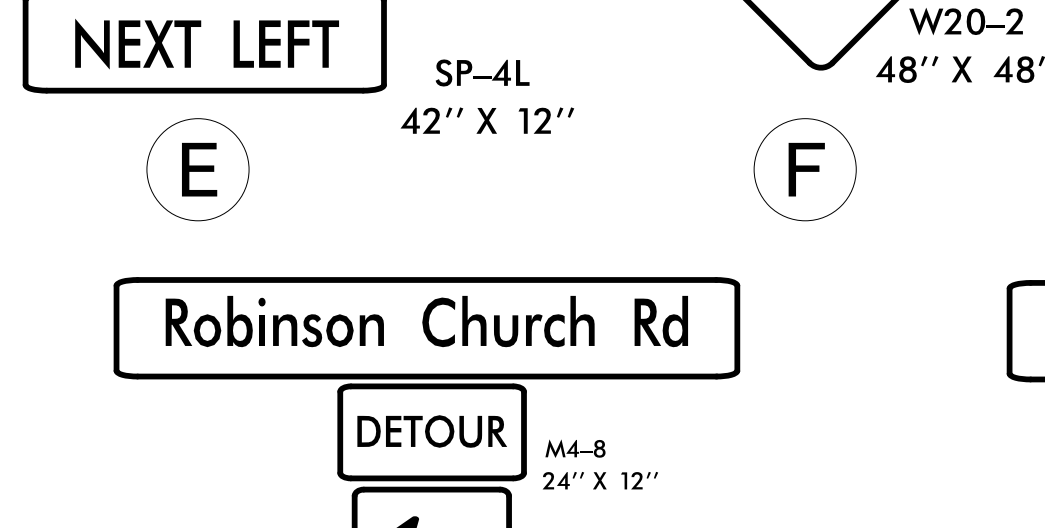 NEXT LEFT
SP–4L
42'' X 12''
W20–2
48'' X 48'
E
F
Robinson Church Rd
DETOUR
M4–8
24'' X 12''